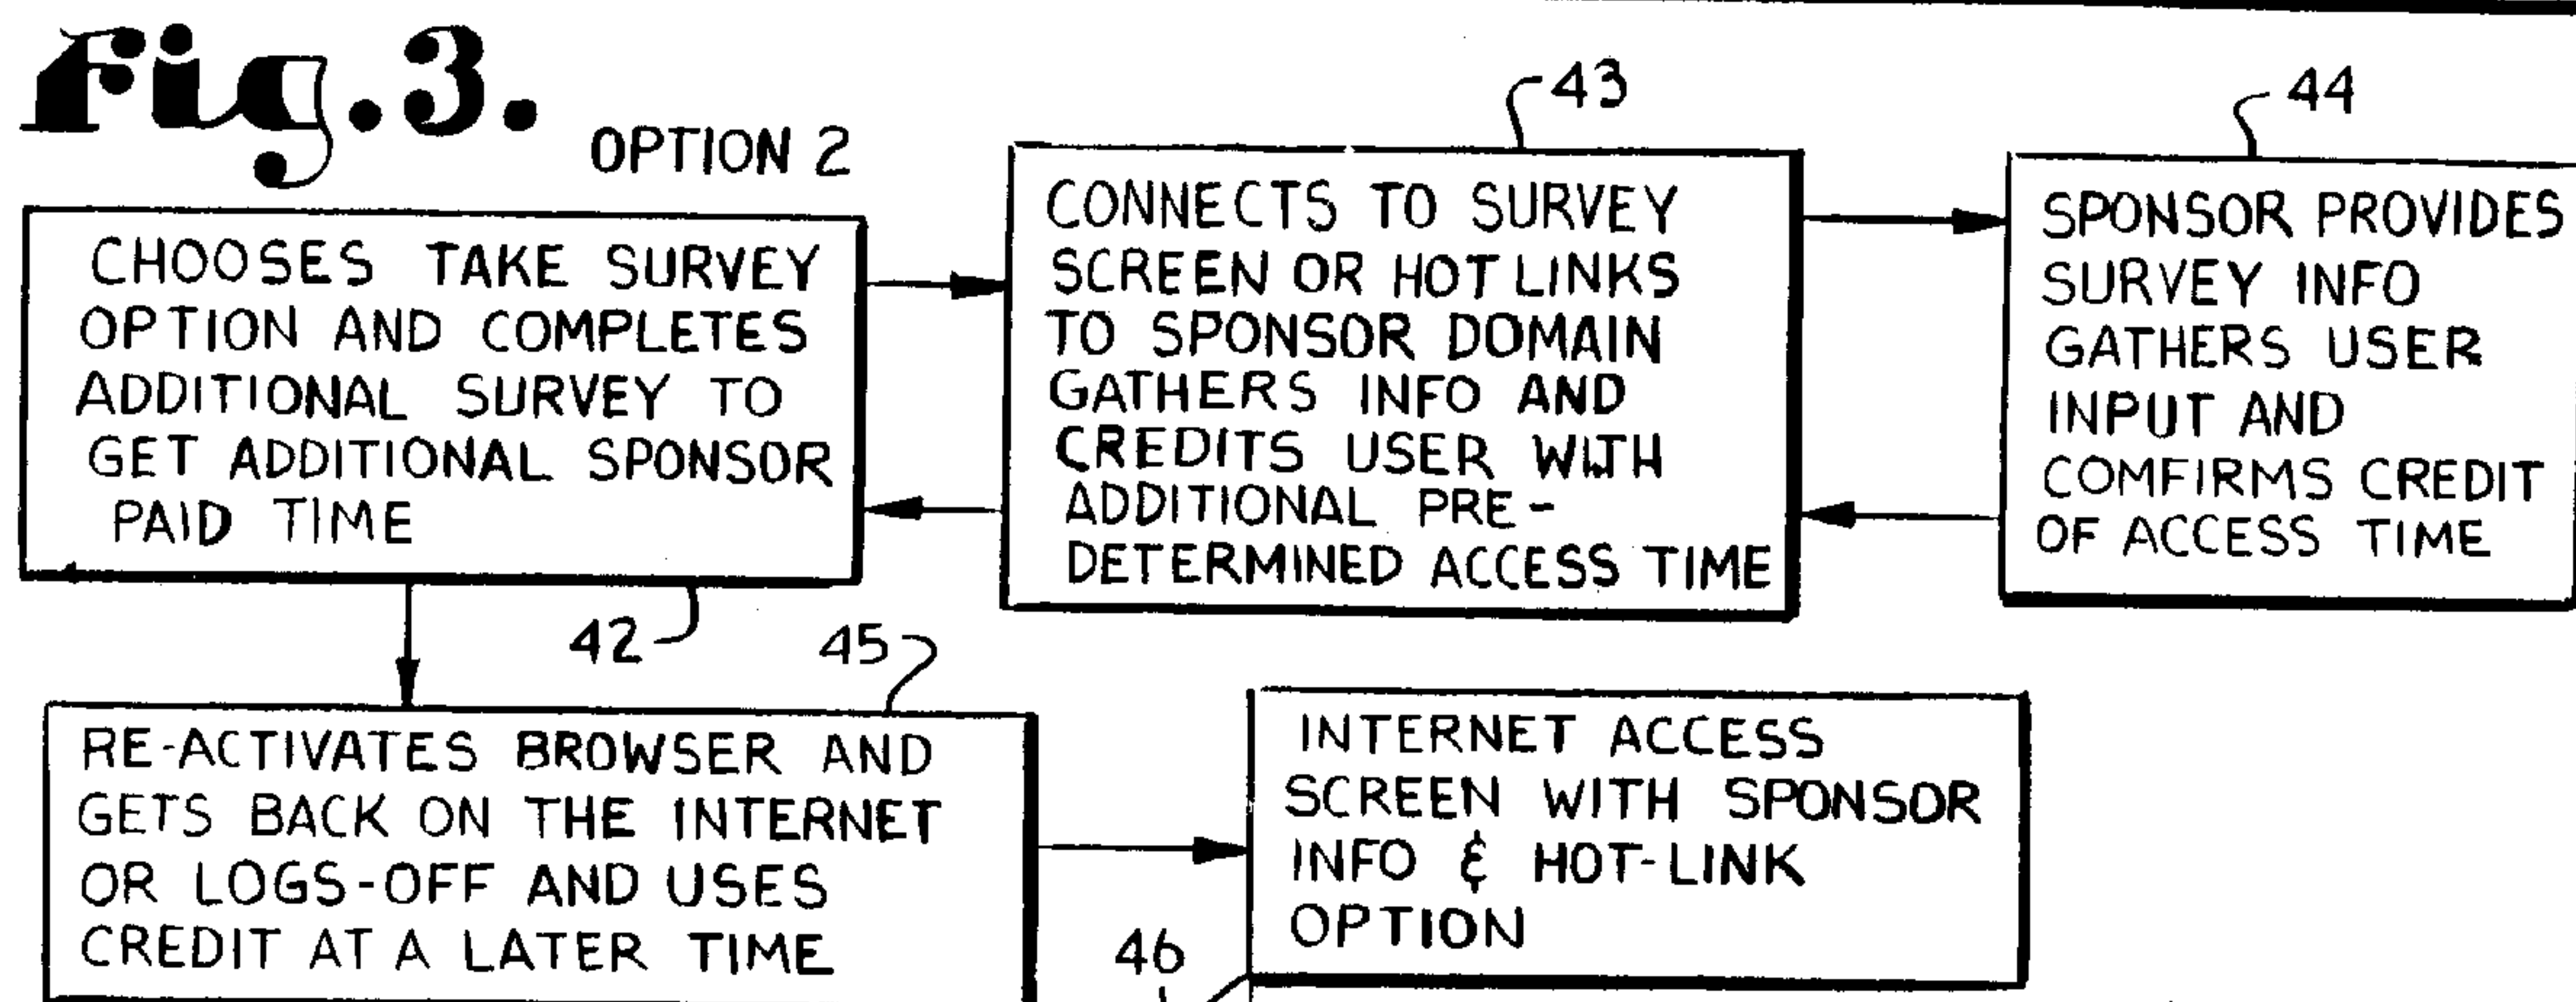 Fig.3.
OPTION 2
43
44
CHOOSES TAKE SURVEY
OPTION AND COMPLETES
ADDITIONAL SURVEY TO
GET ADDITIONAL SPONSOR
PAID TIME
42
CONNECTS TO SURVEY
SCREEN OR HOT LINKS
TO SPONSOR DOMAIN
GATHERS INFO AND
CREDITS USER WITH
ADDITIONAL PRE-
DETERMINED ACCESS TIME
SPONSOR PROVIDES
SURVEY INFO
GATHERS USER
INPUT AND
COMFIRMS CREDIT
OF ACCESS TIME
45
RE-ACTIVATES BROWSER AND
GETS BACK ON THE INTERNET
OR LOGS-OFF AND USES
CREDIT AT A LATER TIME
INTERNET ACCESS
SCREEN WITH SPONSOR
INFO & HOT-LINK
OPTION
46